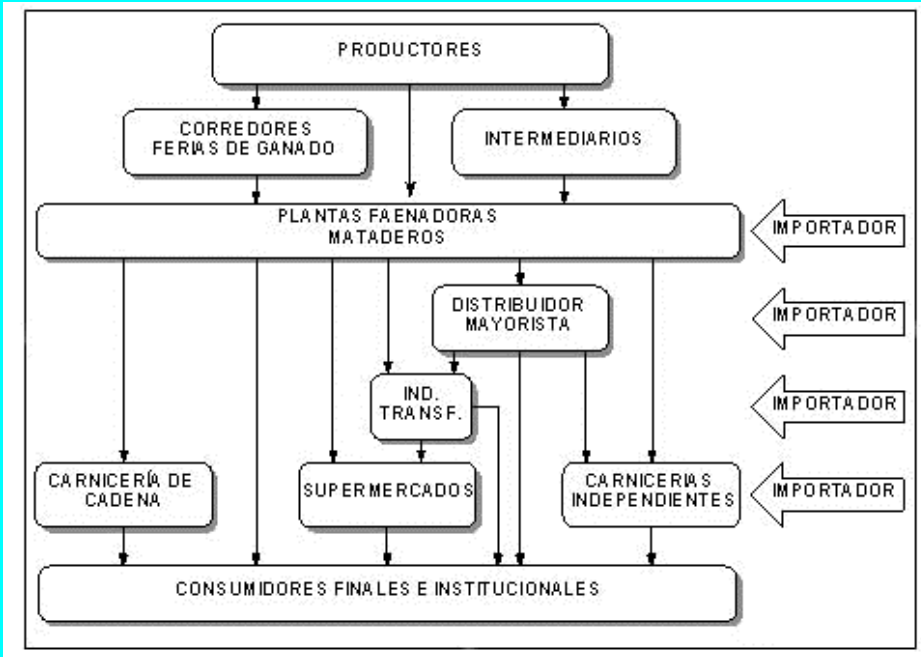 PRODUCTORES
CORREDORES
FERIAS DE GANADO
INTERMEDIARIOS
PLANTAS FAENADORAS
MATADEROS
IMPORTADOR
DISTRIBUIDOR
MAYORISTA
IMPORTADOR
IND.
TRANSF.
IMPORTADOR
CARNICERÍA DE
CADENA
SUPERMERCADOS
CARNICERIAS
INDEPENDIENTES
IMPORTADOR
CONSUMIDORES FINALES E INSTITUCIONALES